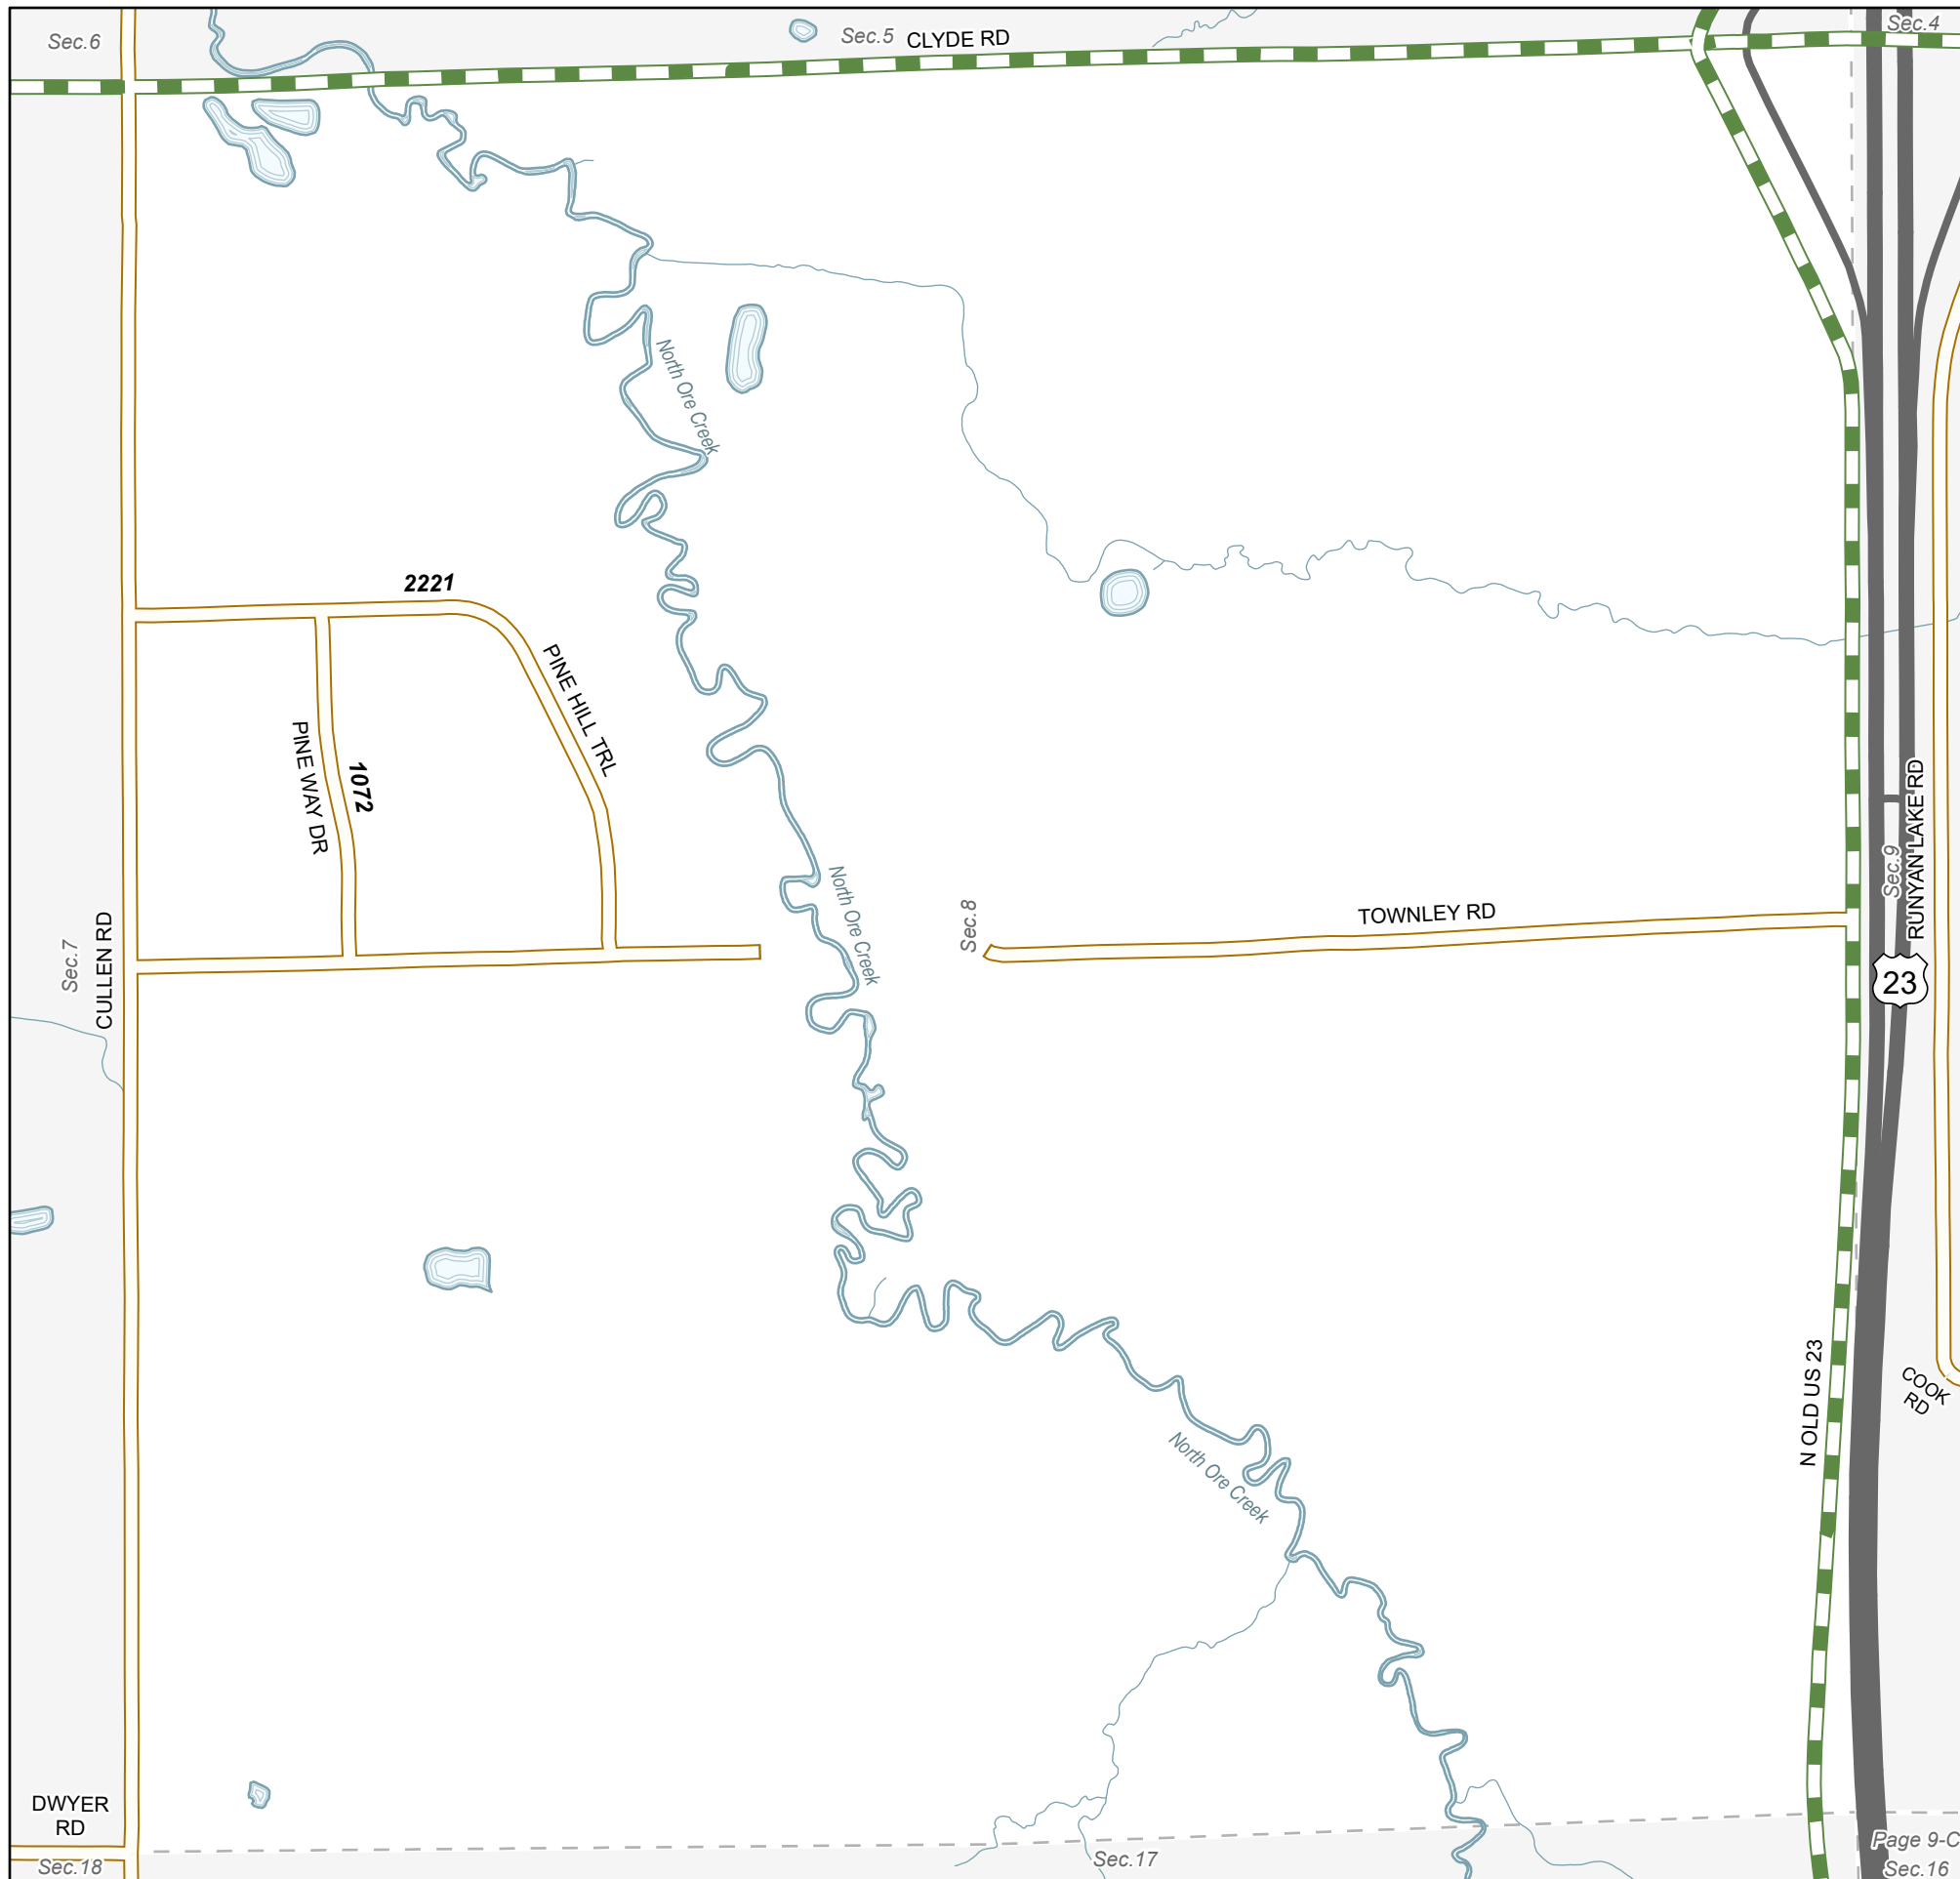 Sec.6
Sec.5
CLYDE RD
Sec.4
North Ore Creek
2221
PINE HILL TRL
PINE WAY DR
1072
North Ore Creek
Sec.8
TOWNLEY RD
Sec.9
RUNYAN LAKE RD
Sec.7
CULLEN RD
23
N OLD US 23
COOK
RD
North Ore Creek
DWYER
RD
Sec.18
Sec.17
Page 9-C
Sec.16